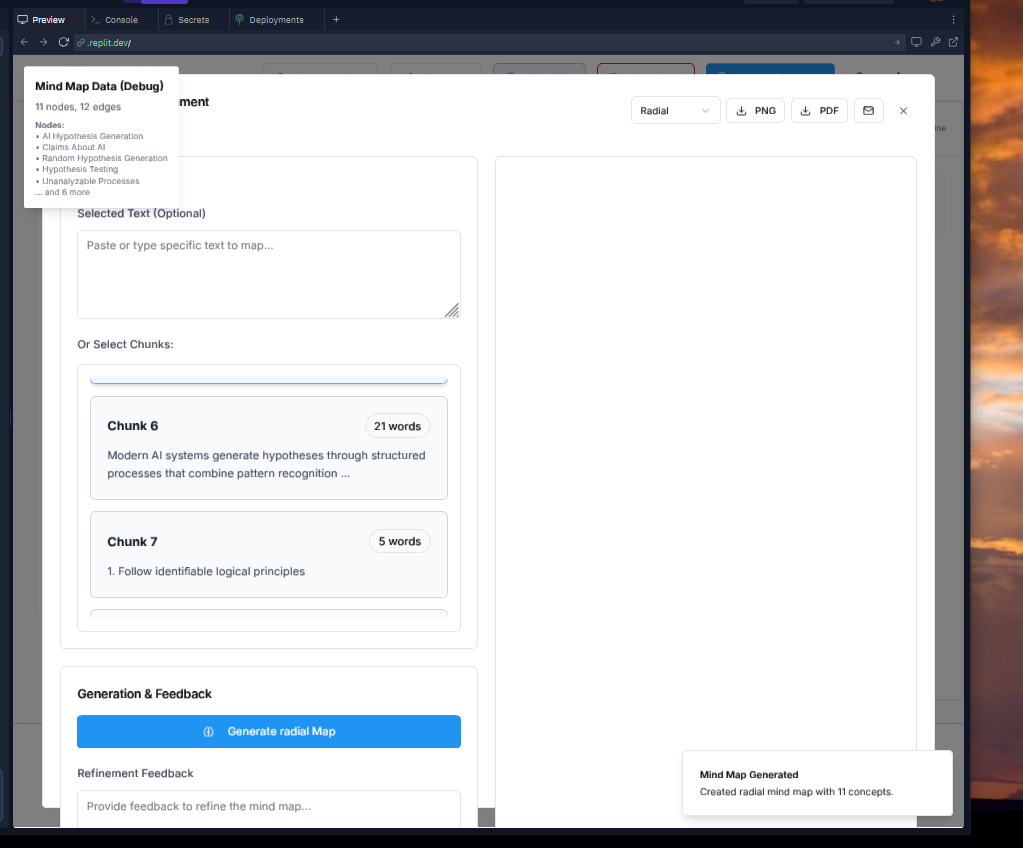 Preview
Console
Secrets
Deployments
+
.replit.dev/
Mind Map Data (Debug)
11 nodes, 12 edges
Nodes:
• AI Hypothesis Generation
• Claims About AI
• Random Hypothesis Generation
• Hypothesis Testing
• Unanalyzable Processes
... and 6 more
ument
Radial
PNG
PDF
Selected Text (Optional)
Paste or type specific text to map...
Or Select Chunks:
Chunk 6
21 words
Modern AI systems generate hypotheses through structured
processes that combine pattern recognition ...
Chunk 7
5 words
1. Follow identifiable logical principles
Generation & Feedback
Generate radial Map
Refinement Feedback
Provide feedback to refine the mind map...
Mind Map Generated
Created radial mind map with 11 concepts.